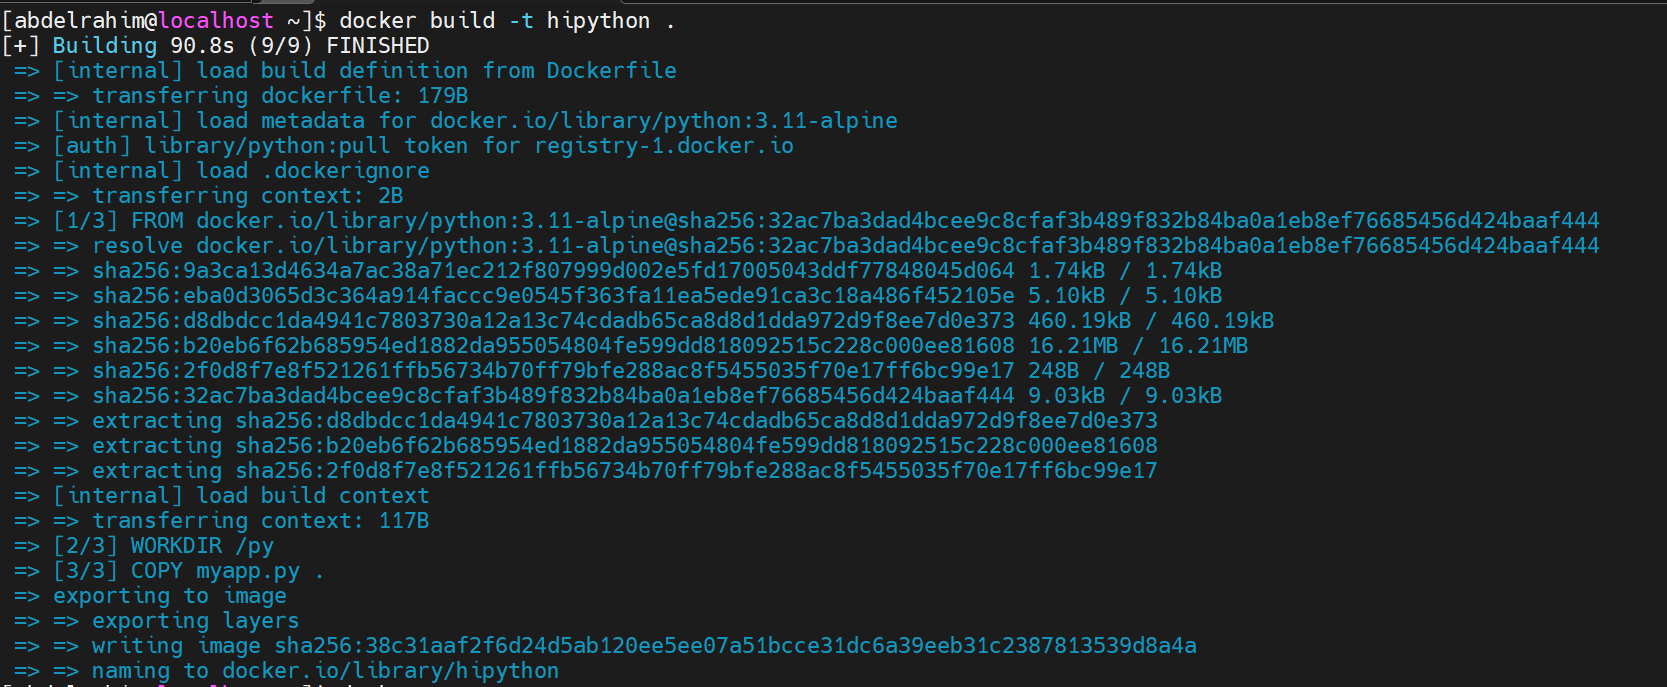 [abdelrahim@localhost ~]$ docker build -t hipython .
[+] Building 90.8s (9/9) FINISHED
=> [internal] load build definition from Dockerfile
=> => transferring dockerfile: 179B
=> [internal] load metadata for docker.io/library/python:3.11-alpine
=> [auth] library/python:pull token for registry-1.docker.io
=> [internal] load .dockerignore
=> => transferring context: 2B
=> [1/3] FROM docker.io/library/python:3.11-alpine@sha256:32ac7ba3dad4bcee9c8cfaf3b489f832b84ba0a1eb8ef76685456d424baaf444
=> => resolve docker.io/library/python:3.11-alpine@sha256:32ac7ba3dad4bcee9c8cfaf3b489f832b84ba0a1eb8ef76685456d424baaf444
=> => sha256:9a3ca13d4634a7ac38a71ec212f807999d002e5fd17005043ddf77848045d064 1.74kB / 1.74kB
=> => sha256:eba0d3065d3c364a914faccc9e0545f363fa11ea5ede91ca3c18a486f452105e 5.10kB / 5.10kB
=> => sha256:d8dbdcc1da4941c7803730a12a13c74cdadb65ca8d8d1dda972d9f8ee7d0e373 460.19kB / 460.19kB
=> => sha256:b20eb6f62b685954ed1882da955054804fe599dd818092515c228c000ee81608 16.21MB / 16.21MB
=> => sha256:2f0d8f7e8f521261ffb56734b70ff79bfe288ac8f5455035f70e17ff6bc99e17 248B / 248B
=> => sha256:32ac7ba3dad4bcee9c8cfaf3b489f832b84ba0a1eb8ef76685456d424baaf444 9.03kB / 9.03kB
=> => extracting sha256:d8dbdcc1da4941c7803730a12a13c74cdadb65ca8d8d1dda972d9f8ee7d0e373
=> => extracting sha256:b20eb6f62b685954ed1882da955054804fe599dd818092515c228c000ee81608
=> => extracting sha256:2f0d8f7e8f521261ffb56734b70ff79bfe288ac8f5455035f70e17ff6bc99e17
=> [internal] load build context
=> => transferring context: 117B
=> [2/3] WORKDIR /py
=> [3/3] COPY myapp.py .
=> exporting to image
=> => exporting layers
=> => writing image sha256:38c31aaf2f6d24d5ab120ee5ee07a51bcce31dc6a39eeb31c2387813539d8a4a
=> => naming to docker.io/library/hipython